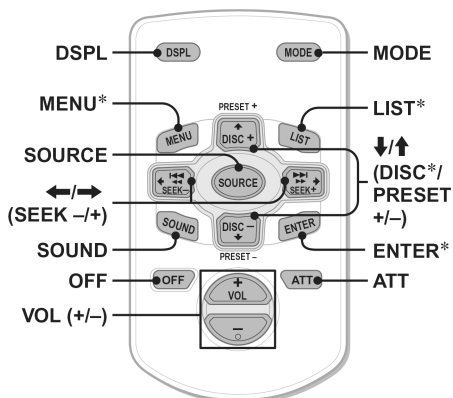 DSPL
DSPL
MODE
MODE
MENU*
PRESET +
LIST*
MENU
DISC +
LIST
SOURCE
↓/↑
(DISC*/
PRESET
+/–)
←/→
(SEEK –/+)
SEEK–
SOURCE
SEEK+
SOUND
SOUND
DISC –
ENTER
ENTER*
PRESET –
OFF
OFF
ATT
ATT
VOL (+/–)
+
VOL
–